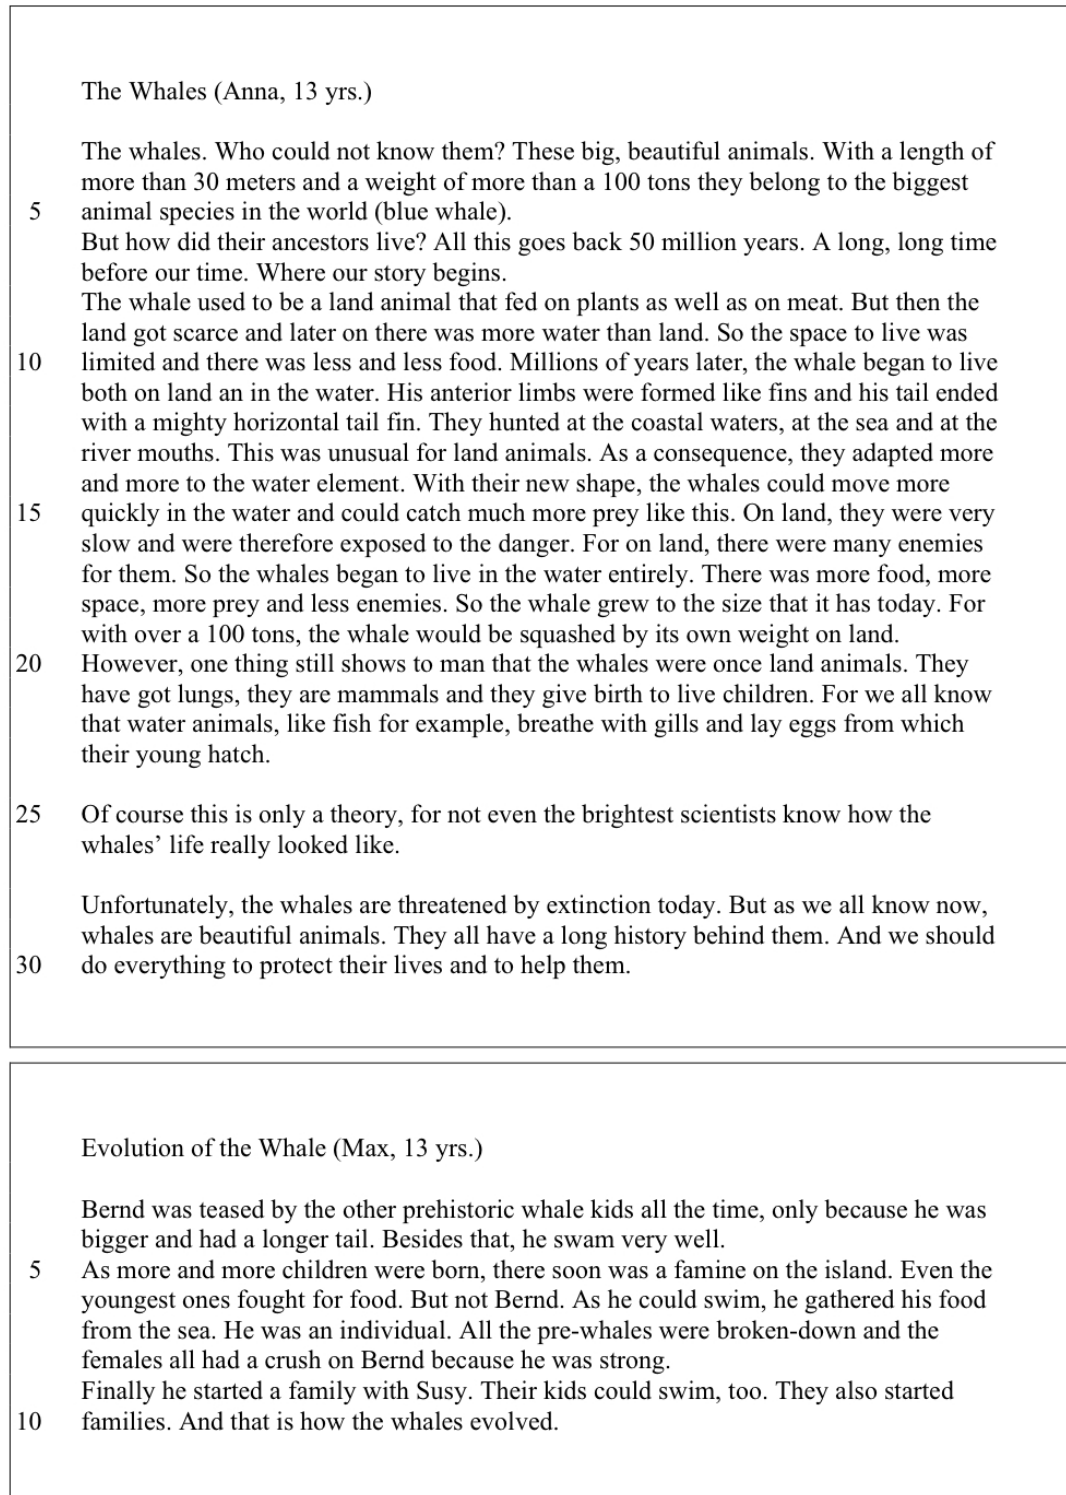 The Whales (Anna, 13 yrs.)
The whales. Who could not know them? These big, beautiful animals. With a length of
more than 30 meters and a weight of more than a 100 tons they belong to the biggest
5 animal species in the world (blue whale).
But how did their ancestors live? All this goes back 50 million years. A long, long time
before our time. Where our story begins.
The whale used to be a land animal that fed on plants as well as on meat. But then the
land got scarce and later on there was more water than land. So the space to live was
10 limited and there was less and less food. Millions of years later, the whale began to live
both on land an in the water. His anterior limbs were formed like fins and his tail ended
with a mighty horizontal tail fin. They hunted at the coastal waters, at the sea and at the
river mouths. This was unusual for land animals. As a consequence, they adapted more
and more to the water element. With their new shape, the whales could move more
15 quickly in the water and could catch much more prey like this. On land, they were very
slow and were therefore exposed to the danger. For on land, there were many enemies
for them. So the whales began to live in the water entirely. There was more food, more
space, more prey and less enemies. So the whale grew to the size that it has today. For
with over a 100 tons, the whale would be squashed by its own weight on land.
20 However, one thing still shows to man that the whales were once land animals. They
have got lungs, they are mammals and they give birth to live children. For we all know
that water animals, like fish for example, breathe with gills and lay eggs from which
their young hatch.
25 Of course this is only a theory, for not even the brightest scientists know how the
whales’ life really looked like.
Unfortunately, the whales are threatened by extinction today. But as we all know now,
whales are beautiful animals. They all have a long history behind them. And we should
30 do everything to protect their lives and to help them.
Evolution of the Whale (Max, 13 yrs.)
Bernd was teased by the other prehistoric whale kids all the time, only because he was
bigger and had a longer tail. Besides that, he swam very well.
5 As more and more children were born, there soon was a famine on the island. Even the
youngest ones fought for food. But not Bernd. As he could swim, he gathered his food
from the sea. He was an individual. All the pre-whales were broken-down and the
females all had a crush on Bernd because he was strong.
Finally he started a family with Susy. Their kids could swim, too. They also started
10 families. And that is how the whales evolved.